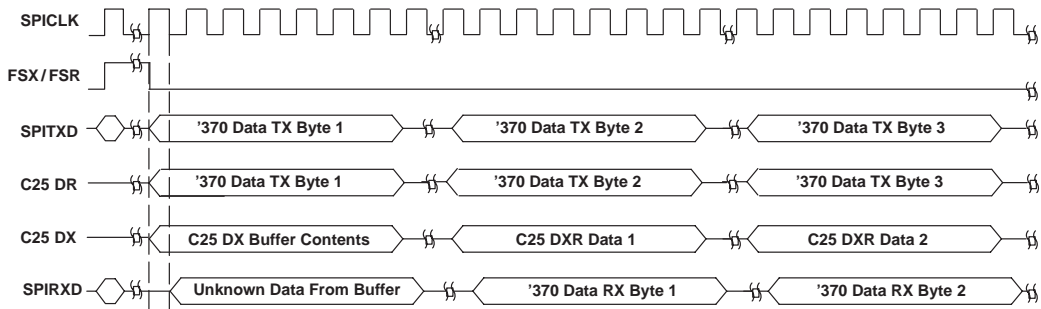 SPICLK
FSX/FSR
SPITXD '370 Data TX Byte 1 '370 Data TX Byte 2 '370 Data TX Byte 3
C25 DR '370 Data TX Byte 1 '370 Data TX Byte 2 '370 Data TX Byte 3
C25 DX C25 DX Buffer Contents C25 DXR Data 1 C25 DXR Data 2
SPIRXD Unknown Data From Buffer '370 Data RX Byte 1 '370 Data RX Byte 2